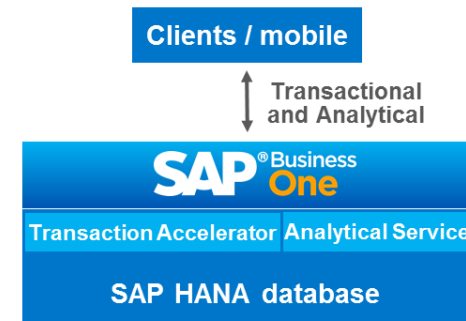 Clients / mobile
Transactional
and Analytical
SAP® Business
One
Transaction Accelerator Analytical Service
SAP HANA database